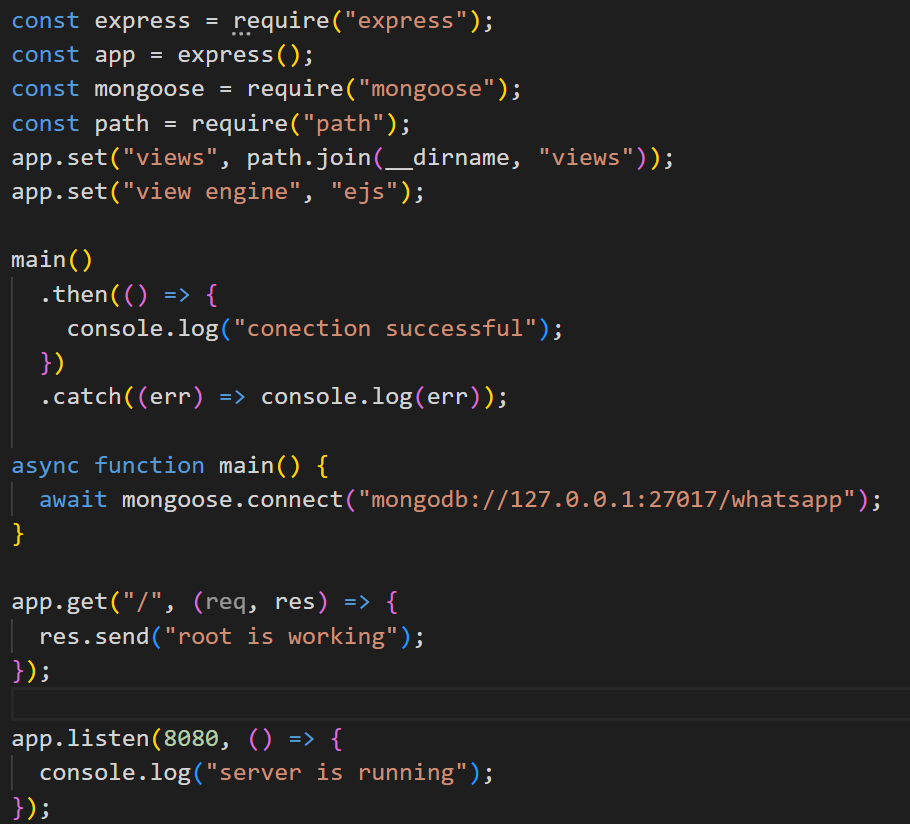 const express = require("express");
const app = express();
const mongoose = require("mongoose");
const path = require("path");
app.set("views", path.join(__dirname, "views"));
app.set("view engine", "ejs");
main()
.then(() => {
console.log("conection successful");
})
.catch((err) => console.log(err));
async function main() {
await mongoose.connect("mongodb://127.0.0.1:27017/whatsapp");
}
app.get("/", (req, res) => {
res.send("root is working");
});
app.listen(8080, () => {
console.log("server is running");
});